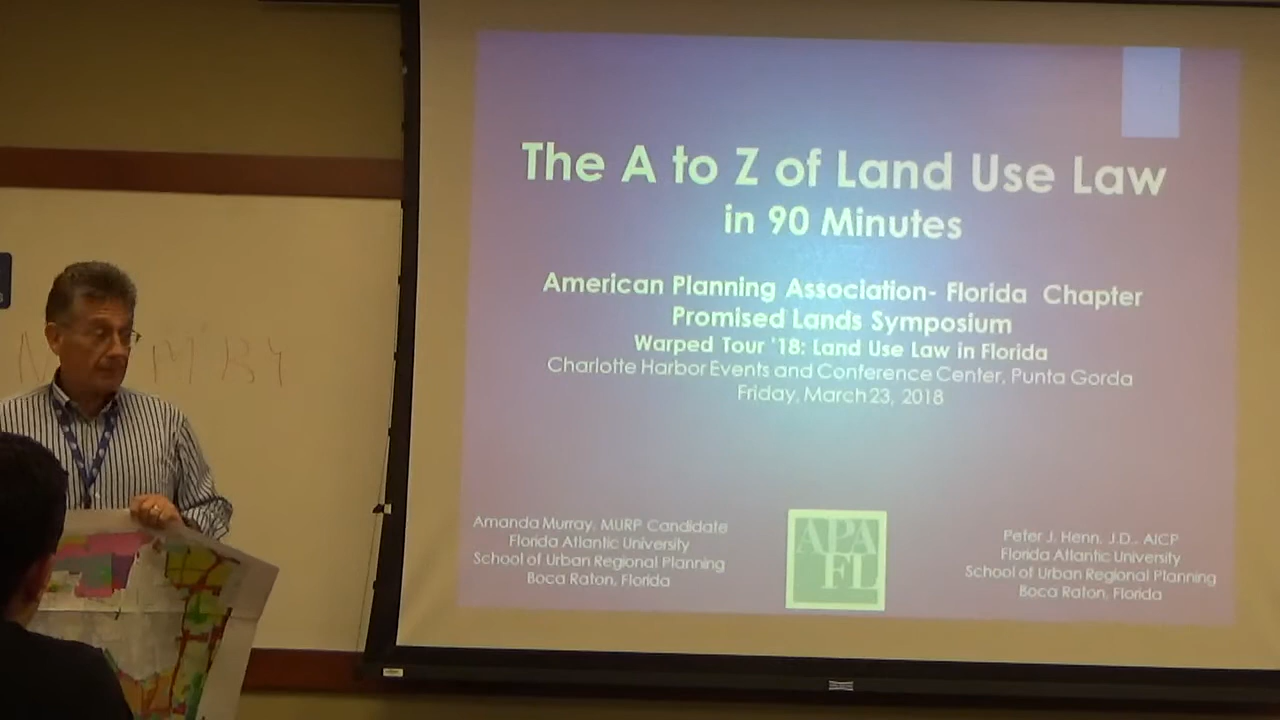 The A to Z of Land Use Law
in 90 Minutes
American Planning Association- Florida Chapter
Promised Lands Symposium
Warped Tour '18: Land Use Law in Florida
Charlotte Harbor Events and Conference Center, Punta Gorda
Friday, March 23, 2018
Amanda Murray, MURP Candidate
Florida Atlantic University
School of Urban Regional Planning
Boca Raton, Florida
APA
FL
Peter J. Henn, J.D., AICP
Florida Atlantic University
School of Urban Regional Planning
Boca Raton, Florida